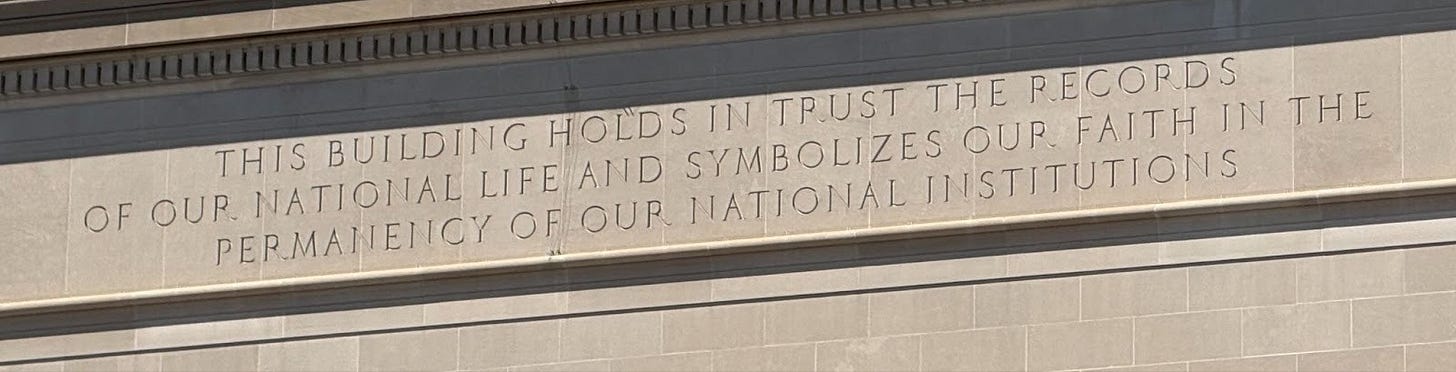 THIS BUILDING HOLDS IN TRUST THE RECORDS
OF OUR NATIONAL LIFE AND SYMBOLIZES OUR FAITH IN THE
PERMANENCY OF OUR NATIONAL INSTITUTIONS